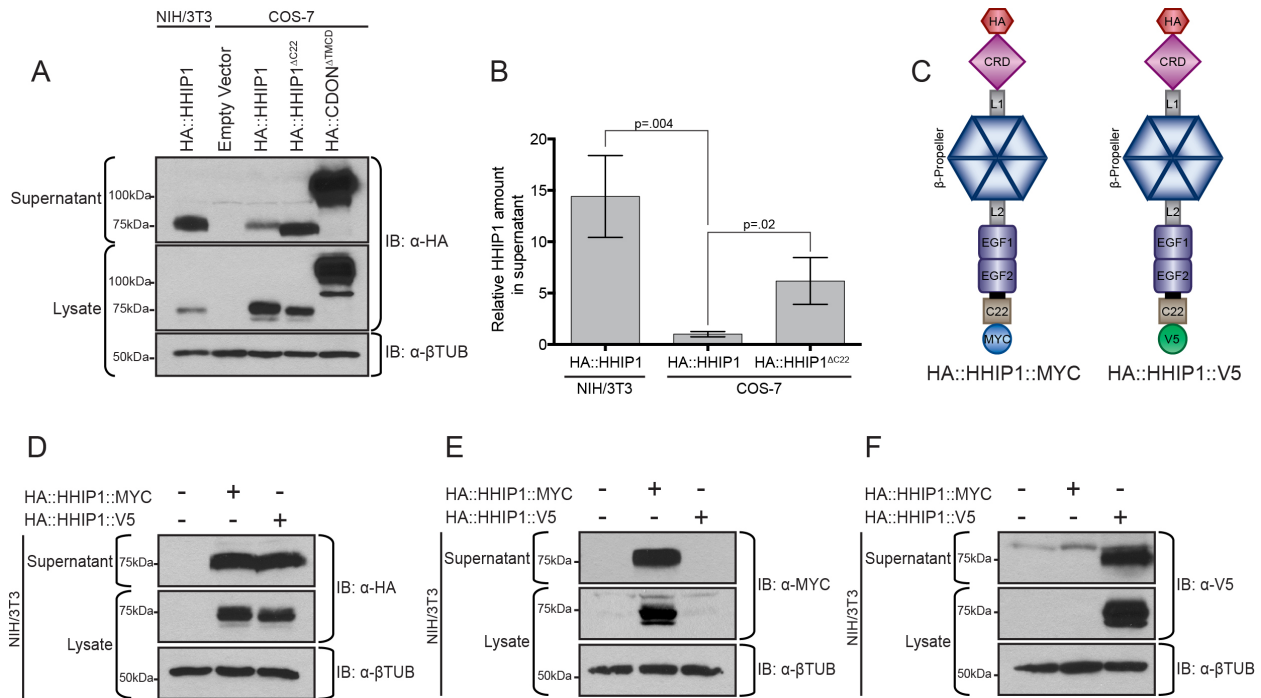 A
NIH/3T3 COS-7
HA::HHIP1
Empty Vector
HA::HHIP1
HA::HHIP1ΔC22
HA::CDONΔTMCD
Supernatant
100kDa
75kDa
Lysate
100kDa
75kDa
50kDa
IB: α-HA
IB: α-βTUB
B
p=.004
p=.02
Relative HHIP1 amount
in supernatant
20
15
10
5
0
HA::HHIP1 HA::HHIP1 HA::HHIP1ΔC22
NIH/3T3 COS-7
C
HA
CRD
L1
β-Propeller
L2
EGF1
EGF2
C22
MYC
HA::HHIP1::MYC
HA
CRD
L1
β-Propeller
L2
EGF1
EGF2
C22
V5
HA::HHIP1::V5
D
HA::HHIP1::MYC - + -
HA::HHIP1::V5 - - +
NIH/3T3
Supernatant
75kDa
Lysate
75kDa
50kDa
IB: α-HA
IB: α-βTUB
E
HA::HHIP1::MYC - + -
HA::HHIP1::V5 - - +
NIH/3T3
Supernatant
75kDa
Lysate
75kDa
50kDa
IB: α-MYC
IB: α-βTUB
F
HA::HHIP1::MYC - + -
HA::HHIP1::V5 - - +
NIH/3T3
Supernatant
75kDa
Lysate
75kDa
50kDa
IB: α-V5
IB: α-βTUB